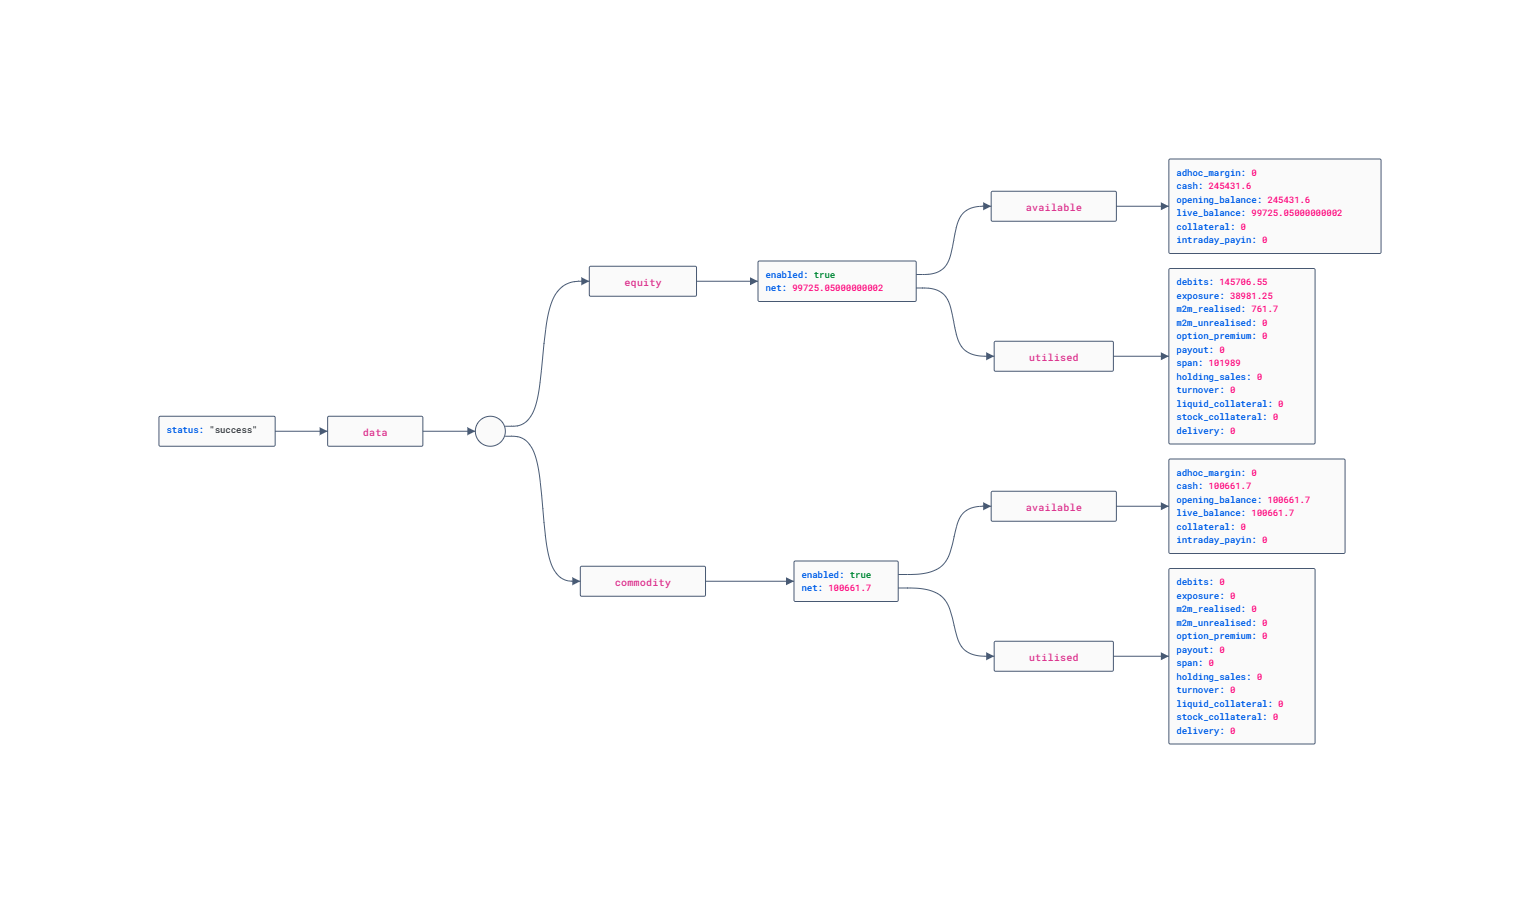 status: "success"
data
equity
enabled: true
net: 99725.05000000002
available
adhoc_margin: 0
cash: 245431.6
opening_balance: 245431.6
live_balance: 99725.05000000002
collateral: 0
intraday_payin: 0
utilised
debits: 145706.55
exposure: 38981.25
m2m_realised: 761.7
m2m_unrealised: 0
option_premium: 0
payout: 0
span: 101989
holding_sales: 0
turnover: 0
liquid_collateral: 0
stock_collateral: 0
delivery: 0
commodity
enabled: true
net: 100661.7
available
adhoc_margin: 0
cash: 100661.7
opening_balance: 100661.7
live_balance: 100661.7
collateral: 0
intraday_payin: 0
utilised
debits: 0
exposure: 0
m2m_realised: 0
m2m_unrealised: 0
option_premium: 0
payout: 0
span: 0
holding_sales: 0
turnover: 0
liquid_collateral: 0
stock_collateral: 0
delivery: 0